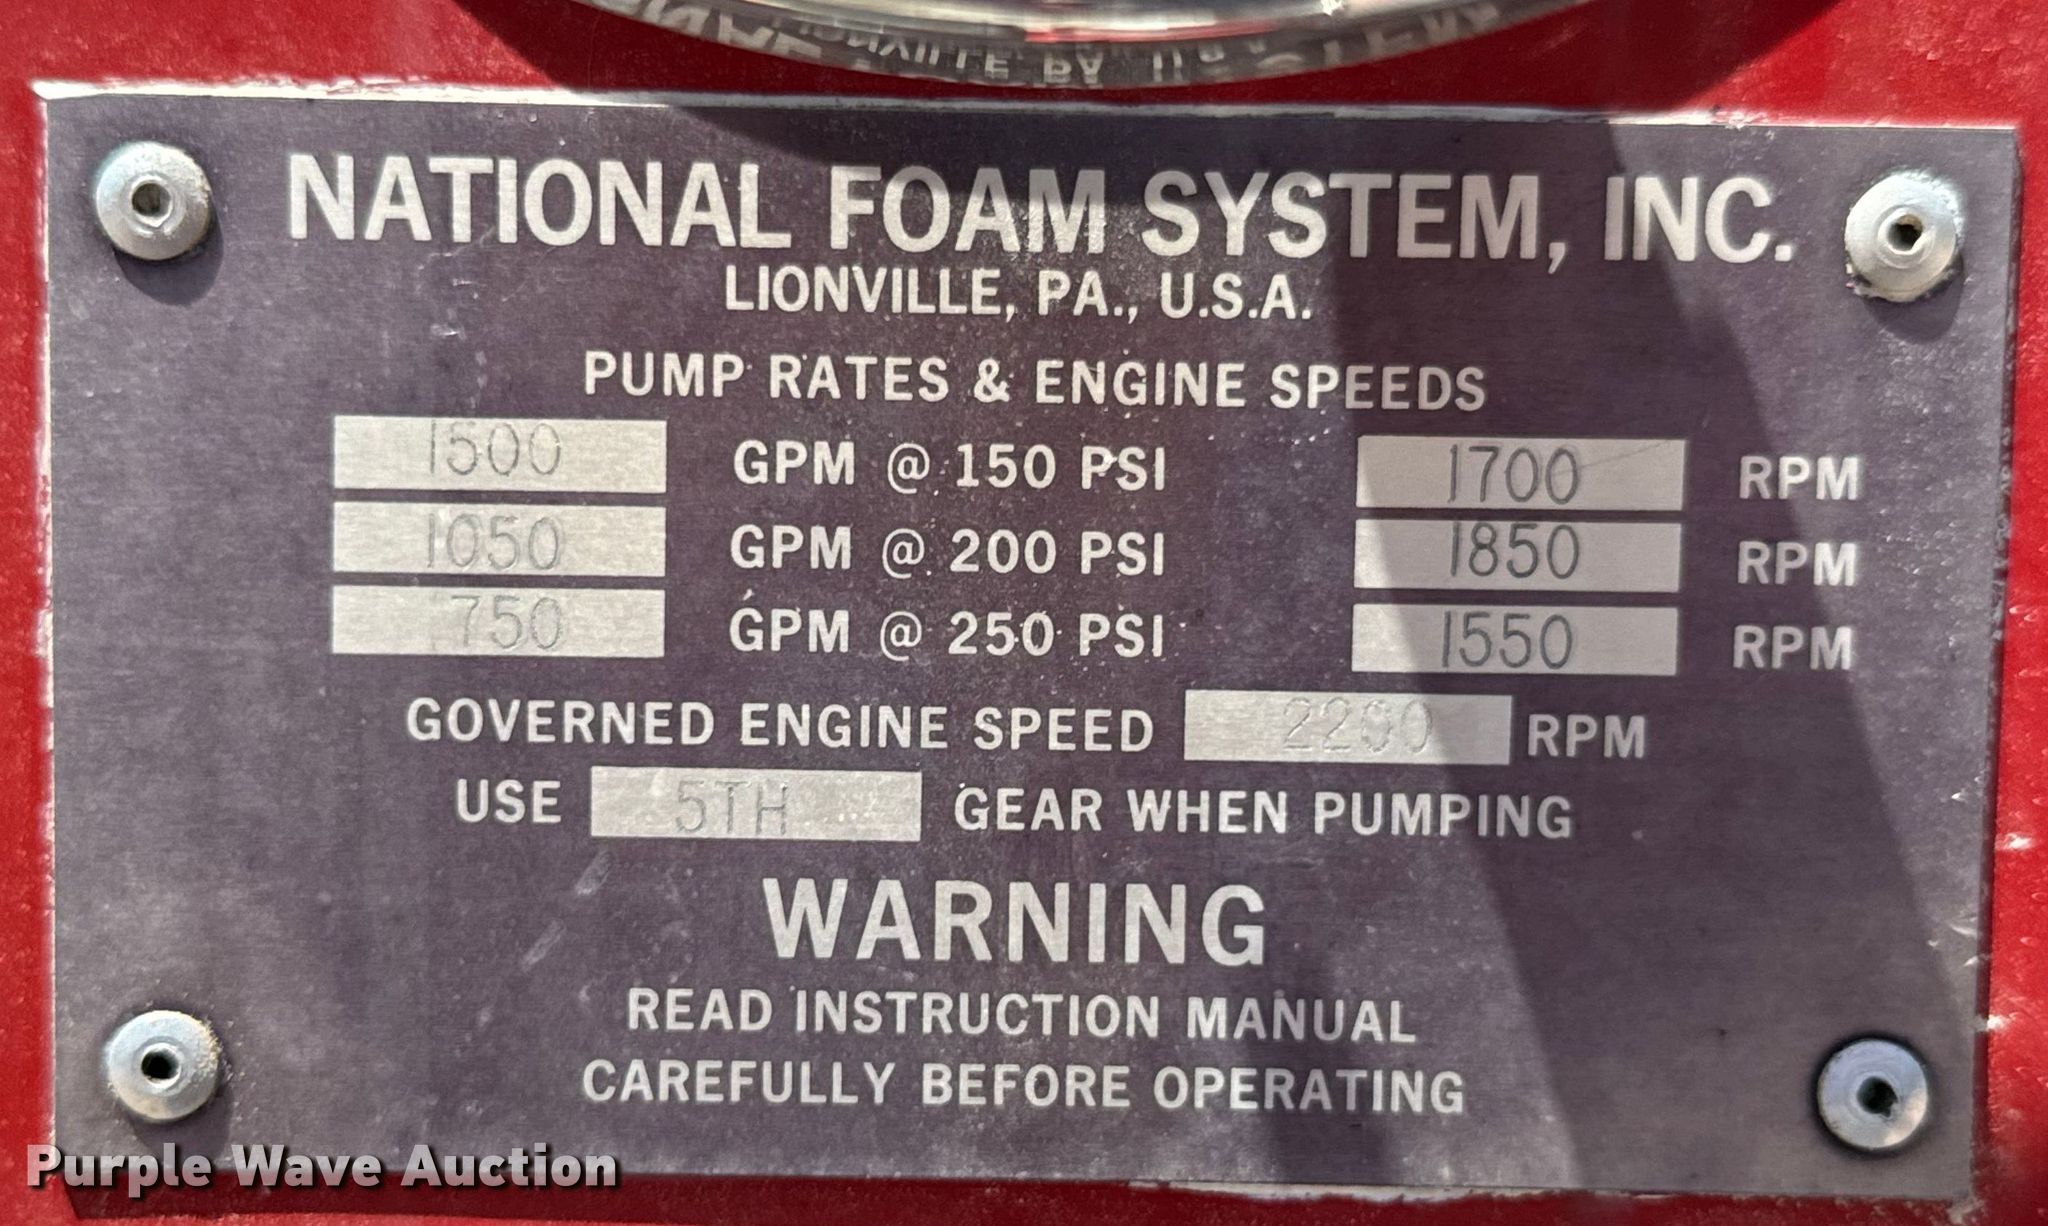 NATIONAL FOAM SYSTEM, INC.
LIONVILLE, PA., U.S.A.
PUMP RATES & ENGINE SPEEDS
1500 GPM @ 150 PSI 1700 RPM
1050 GPM @ 200 PSI 1850 RPM
750 GPM @ 250 PSI 1550 RPM
GOVERNED ENGINE SPEED 2200 RPM
USE 5TH GEAR WHEN PUMPING
WARNING
READ INSTRUCTION MANUAL
CAREFULLY BEFORE OPERATING
Purple Wave Auction